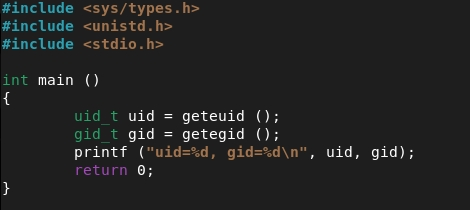 #include <sys/types.h>
#include <unistd.h>
#include <stdio.h>

int main ()
{
        uid_t uid = geteuid ();
        gid_t gid = getegid ();
        printf ("uid=%d, gid=%d\n", uid, gid);
        return 0;
}